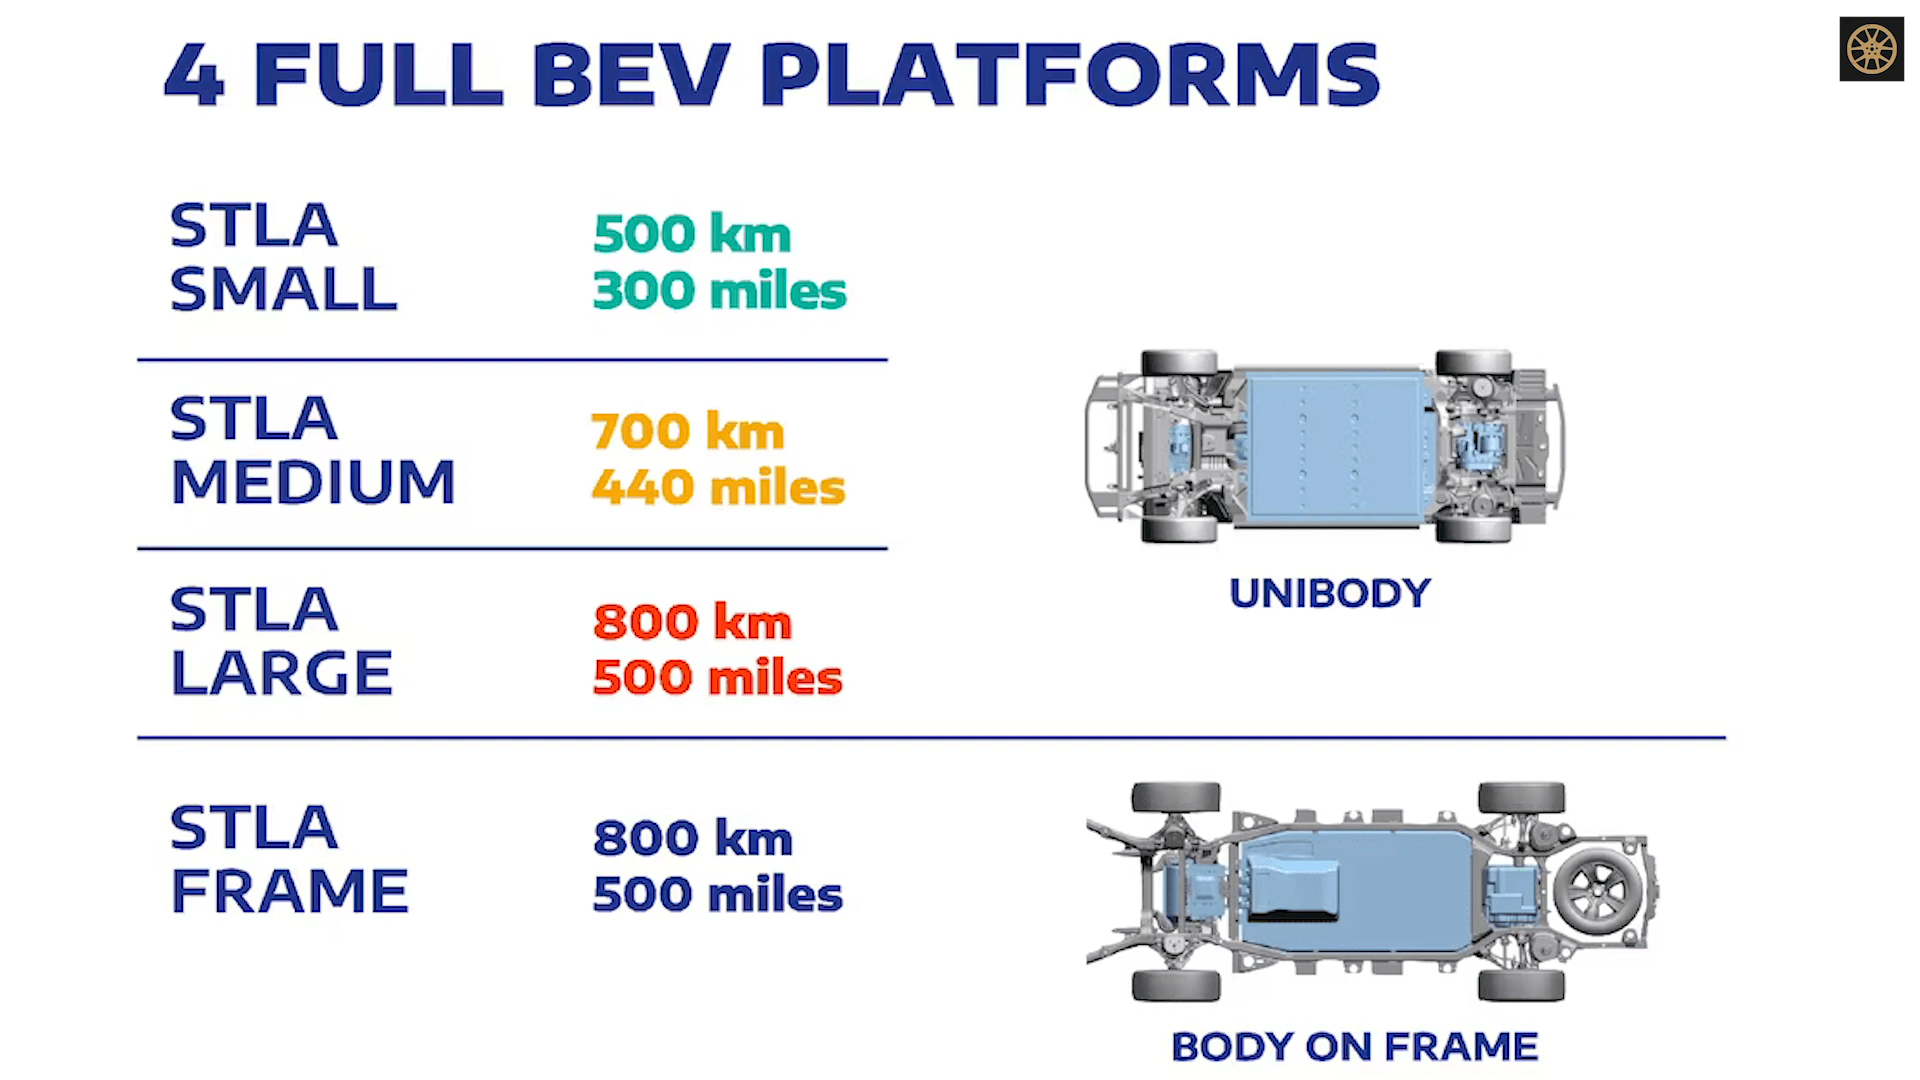 4 FULL BEV PLATFORMS
STLA
SMALL
500 km
300 miles
STLA
MEDIUM
700 km
440 miles
STLA
LARGE
800 km
500 miles
UNIBODY
STLA
FRAME
800 km
500 miles
BODY ON FRAME